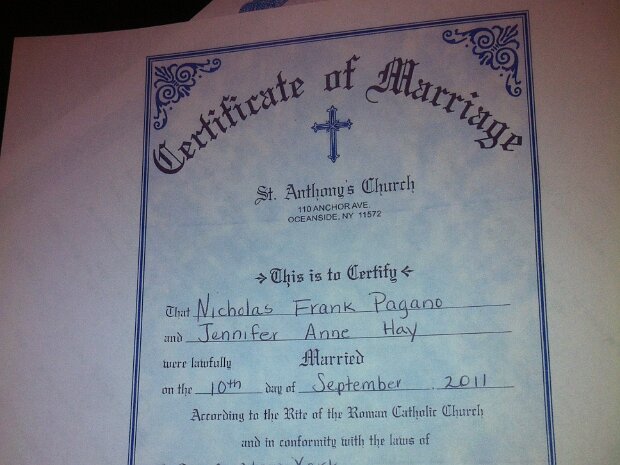 Certificate of Marriage
St. Anthony's Church
110 ANCHOR AVE.
OCEANSIDE, NY 11572
This is to Certify
That Nicholas Frank Pagano
and Jennifer Anne Hay
were lawfully Married
on the 10th day of September 2011
According to the Rite of the Roman Catholic Church
and in conformity with the laws of
York